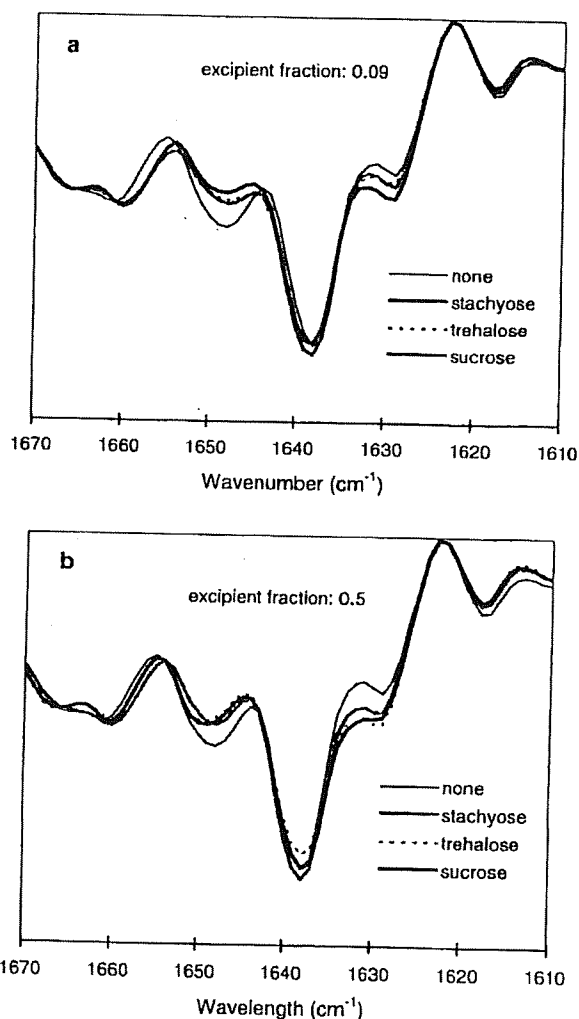 a
excipient fraction: 0.09
none
stachyose
trehalose
sucrose
1670 1660 1650 1640 1630 1620 1610
Wavenumber (cm⁻¹)
b
excipient fraction: 0.5
none
stachyose
trehalose
sucrose
1670 1660 1650 1640 1630 1620 1610
Wavelength (cm⁻¹)